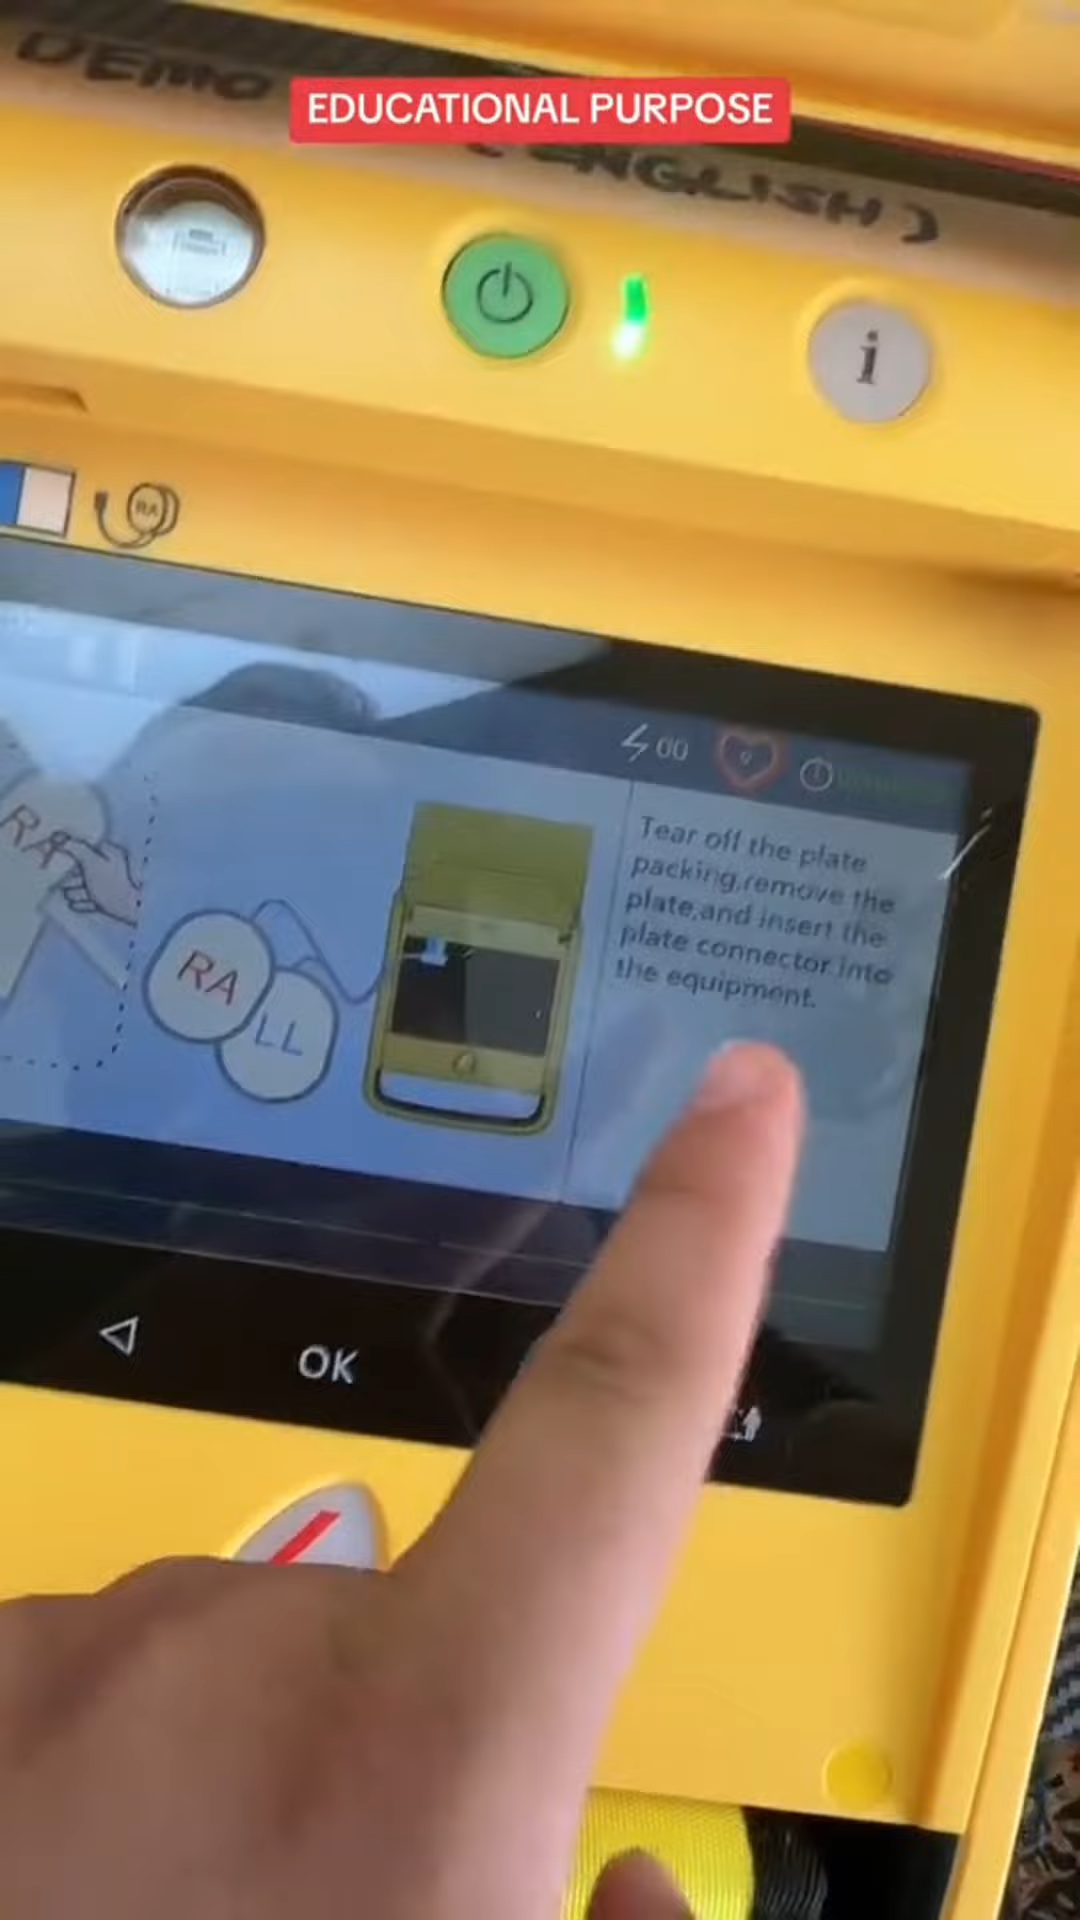 DEMO
EDUCATIONAL PURPOSE
(ENGLISH)
i
RA
00
Tear off the plate
packing,remove the
plate,and insert the
plate connector into
the equipment.
RA
RA
LL
OK